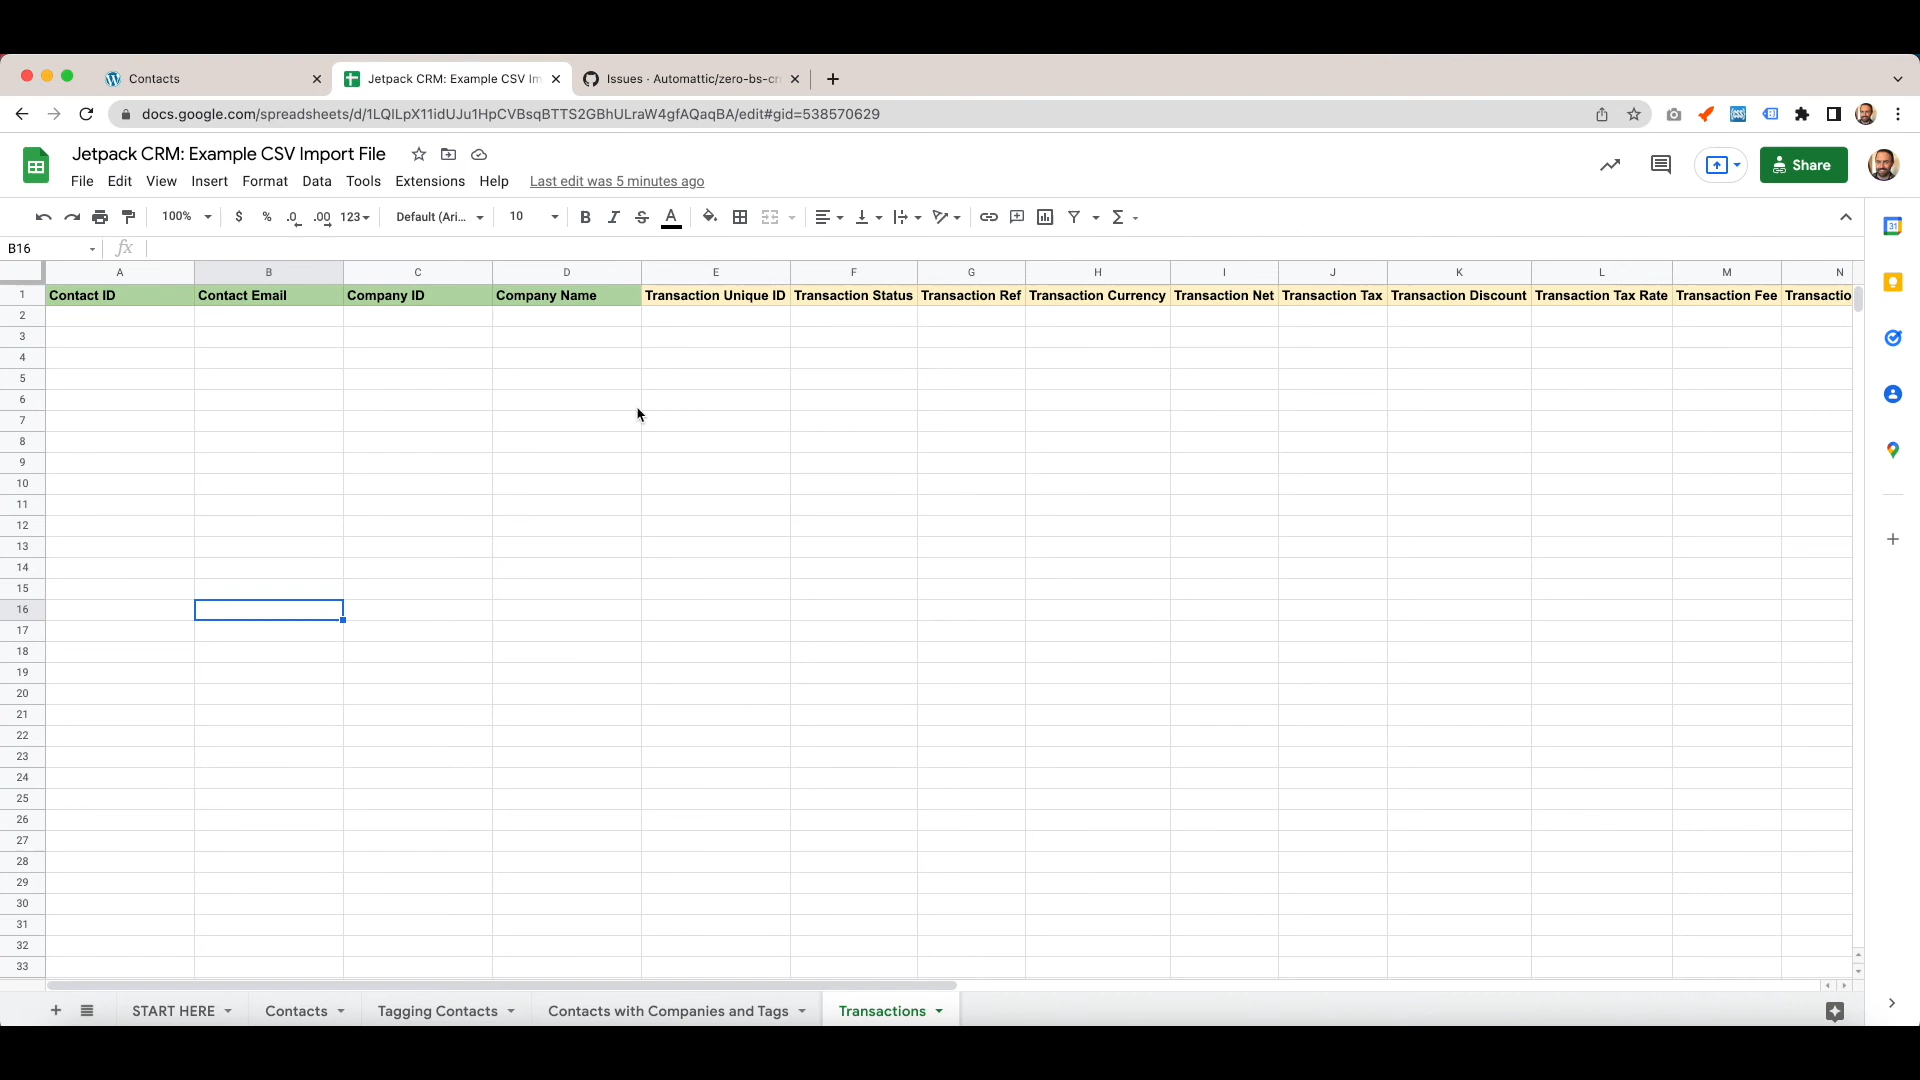 Contacts
Jetpack CRM: Example CSV Im
Issues · Automattic/zero-bs-cr
docs.google.com/spreadsheets/d/1LQILpX11idUJu1HpCVBsqBTTS2GBhULraW4gfAQaqBA/edit#gid=538570629
Jetpack CRM: Example CSV Import File
File Edit View Insert Format Data Tools Extensions Help Last edit was 5 minutes ago
Share
100% $ % .0 .00 123 Default (Ari... 10 B I S A
B16 fx
A B C D E F G H I J K L M N
1 Contact ID Contact Email Company ID Company Name Transaction Unique ID Transaction Status Transaction Ref Transaction Currency Transaction Net Transaction Tax Transaction Discount Transaction Tax Rate Transaction Fee Transactio
2
3
4
5
6
7
8
9
10
11
12
13
14
15
16
17
18
19
20
21
22
23
24
25
26
27
28
29
30
31
32
33
START HERE Contacts Tagging Contacts Contacts with Companies and Tags Transactions